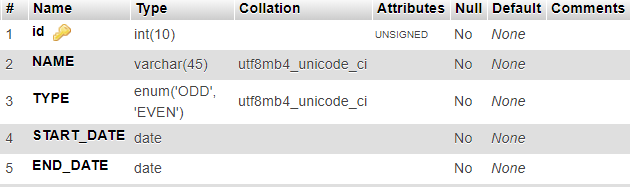 # Name Type Collation Attributes Null Default Comments
1 id int(10) UNSIGNED No None
2 NAME varchar(45) utf8mb4_unicode_ci No None
3 TYPE enum('ODD', 'EVEN') utf8mb4_unicode_ci No None
4 START_DATE date No None
5 END_DATE date No None